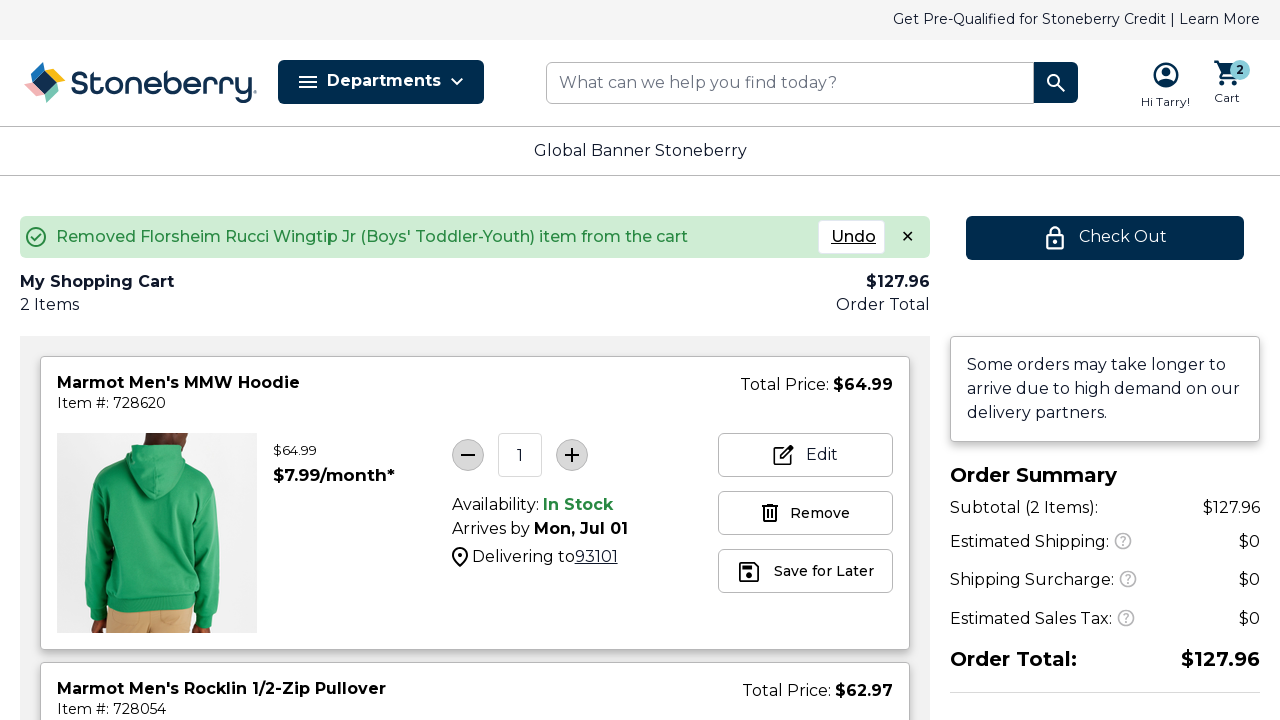 Get Pre-Qualified for Stoneberry Credit | Learn More
Stoneberry
Departments
What can we help you find today?
Hi Tarry!
2
Cart
Global Banner Stoneberry
Removed Florsheim Rucci Wingtip Jr (Boys' Toddler-Youth) item from the cart
Undo
Check Out
My Shopping Cart
$127.96
2 Items
Order Total
Marmot Men's MMW Hoodie
Total Price: $64.99
Item #: 728620
$64.99
$7.99/month*
1
Availability: In Stock
Arrives by Mon, Jul 01
Delivering to93101
Edit
Remove
Save for Later
Marmot Men's Rocklin 1/2-Zip Pullover
Total Price: $62.97
Item #: 728054
Some orders may take longer to
arrive due to high demand on our
delivery partners.
Order Summary
Subtotal (2 Items): $127.96
Estimated Shipping: $0
Shipping Surcharge: $0
Estimated Sales Tax: $0
Order Total: $127.96